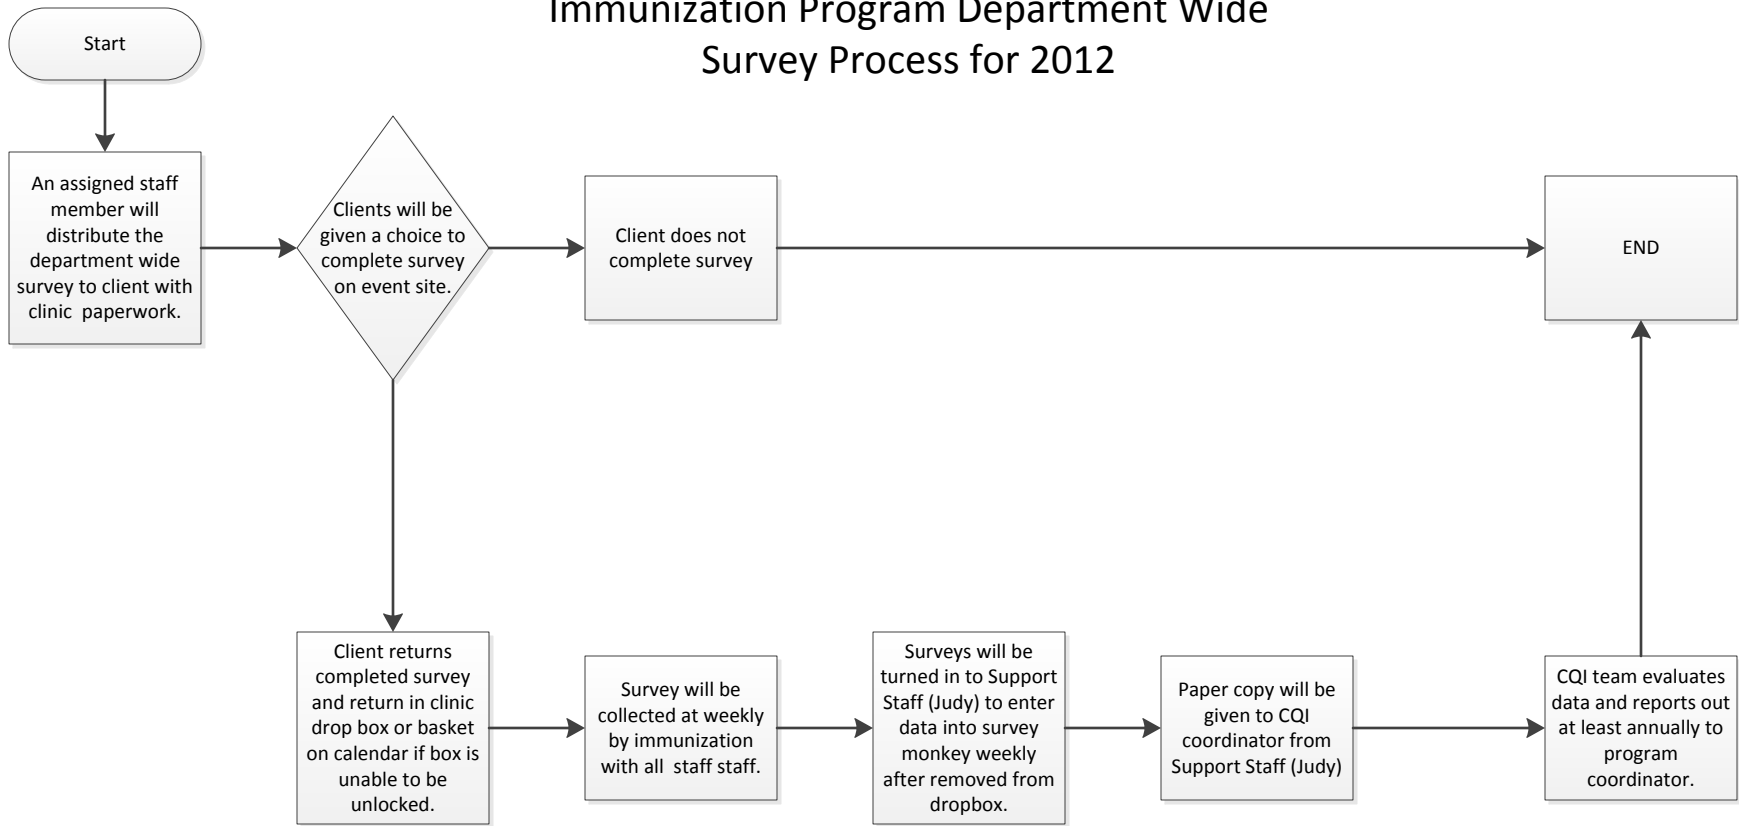 Immunization Program Department Wide
Survey Process for 2012
Start
An assigned staff
member will
distribute the
department wide
survey to client with
clinic  paperwork.
Clients will be
given a choice to
complete survey
on event site.
Client does not
complete survey
END
Client returns
completed survey
and return in clinic
drop box or basket
on calendar if box is
unable to be
unlocked.
Survey will be
collected at weekly
by immunization
with all  staff staff.
Surveys will be
turned in to Support
Staff (Judy) to enter
data into survey
monkey weekly
after removed from
dropbox.
Paper copy will be
given to CQI
coordinator from
Support Staff (Judy)
CQI team evaluates
data and reports out
at least annually to
program
coordinator.